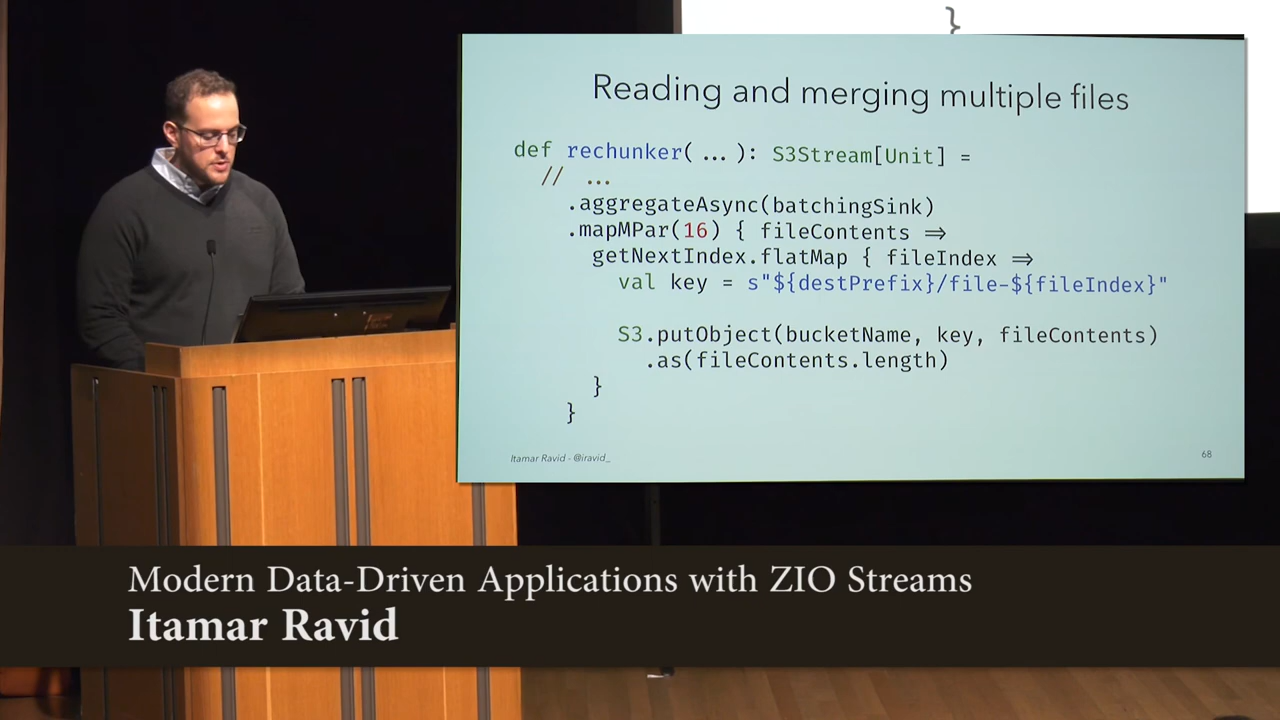 }
Reading and merging multiple files
def rechunker( ... ): S3Stream[Unit] =
// ...
.aggregateAsync(batchingSink)
.mapMPar(16) { fileContents ⇒
getNextIndex.flatMap { fileIndex ⇒
val key = s"${destPrefix}/file-${fileIndex}"
S3.putObject(bucketName, key, fileContents)
.as(fileContents.length)
}
}
Itamar Ravid - @iravid_
68
Modern Data-Driven Applications with ZIO Streams
Itamar Ravid